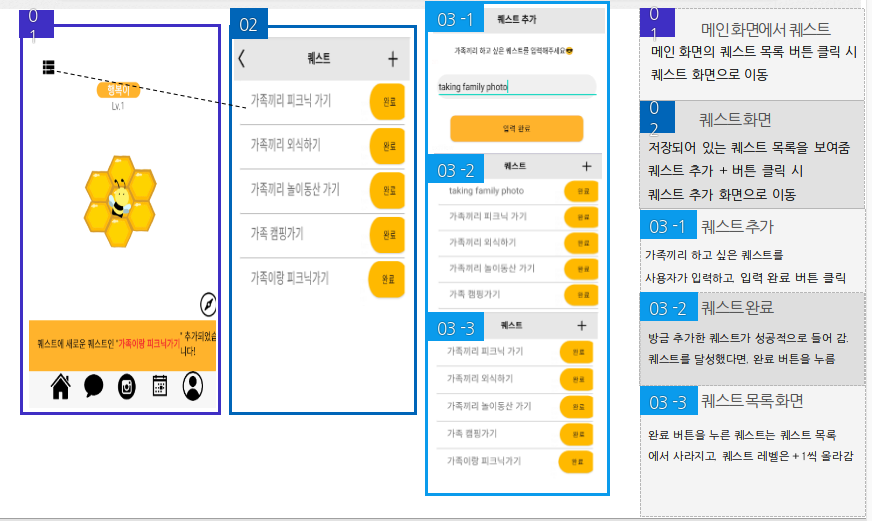 01
행복이
Lv.1
퀘스트에 새로운 퀘스트인 "가족이랑 피크닉가기" 추가되었습
니다!
02
퀘스트 +
가족끼리 피크닉 가기 완료
가족끼리 외식하기 완료
가족끼리 놀이동산 가기 완료
가족 캠핑가기 완료
가족이랑 피크닉가기 완료
03 -1
퀘스트 추가
가족끼리 하고 싶은 퀘스트를 입력해주세요😎
taking family photo
입력 완료
03 -2
퀘스트 +
taking family photo 완료
가족끼리 피크닉 가기 완료
가족끼리 외식하기 완료
가족끼리 놀이동산 가기 완료
가족 캠핑가기 완료
03 -3
퀘스트 +
가족끼리 피크닉 가기 완료
가족끼리 외식하기 완료
가족끼리 놀이동산 가기 완료
가족 캠핑가기 완료
가족이랑 피크닉가기 완료
01
메인화면에서 퀘스트
메인 화면의 퀘스트 목록 버튼 클릭 시
퀘스트 화면으로 이동
02
퀘스트화면
저장되어 있는 퀘스트 목록을 보여줌
퀘스트 추가 + 버튼 클릭 시
퀘스트 추가 화면으로 이동
03 -1
퀘스트추가
가족끼리 하고 싶은 퀘스트를
사용자가 입력하고 입력 완료 버튼 클릭
03 -2
퀘스트완료
방금 추가한 퀘스트가 성공적으로 들어 감.
퀘스트를 달성했다면, 완료 버튼을 누름
03 -3
퀘스트목록화면
완료 버튼을 누른 퀘스트는 퀘스트 목록
에서 사라지고, 퀘스트 레벨은 +1씩 올라감